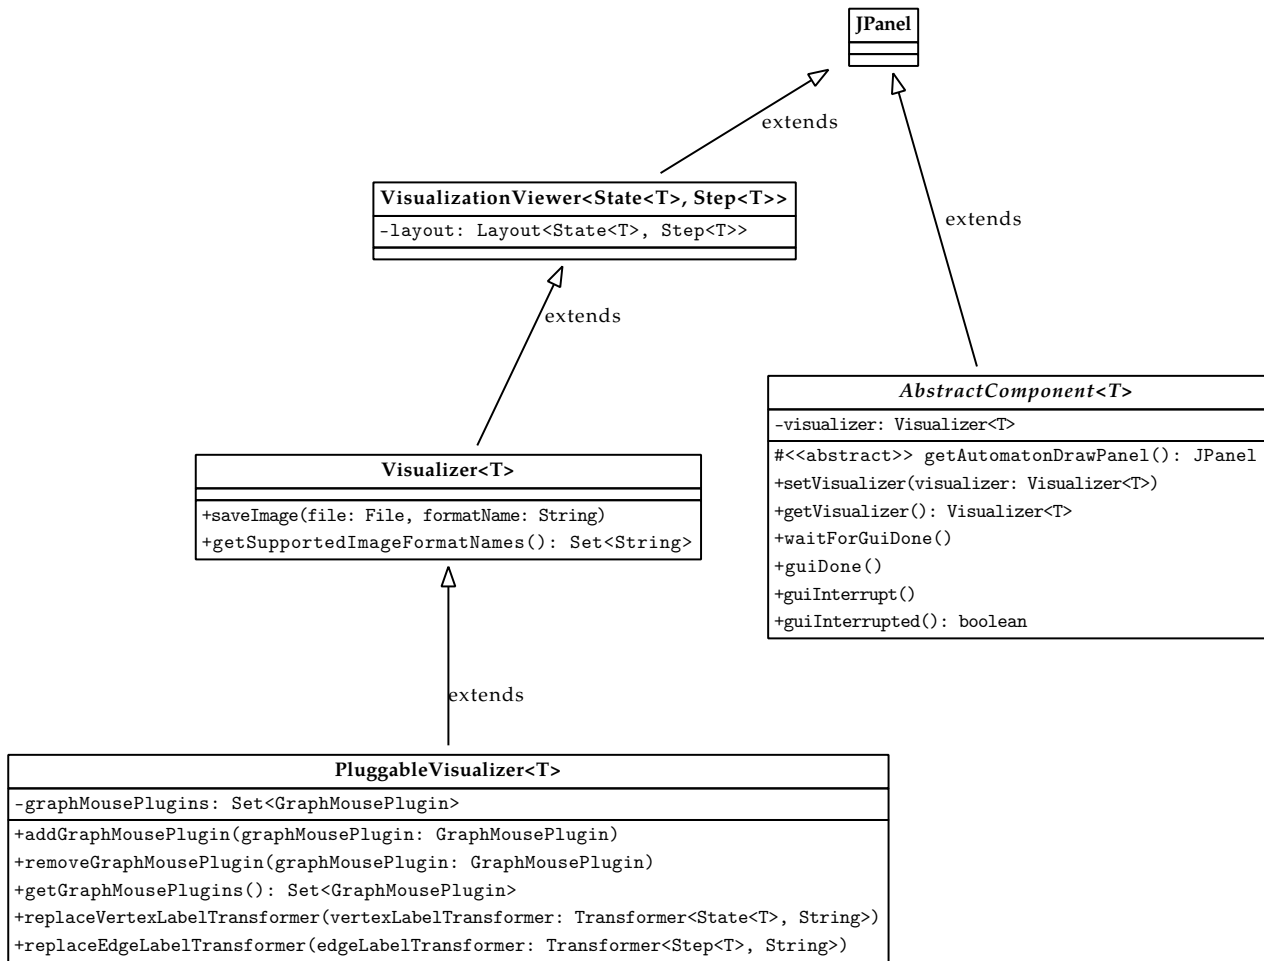 JPanel
extends
VisualizationViewer<State<T>, Step<T>>
-layout: Layout<State<T>, Step<T>>
extends
extends
AbstractComponent<T>
-visualizer: Visualizer<T>
#<<abstract>> getAutomatonDrawPanel(): JPanel
+setVisualizer(visualizer: Visualizer<T>)
+getVisualizer(): Visualizer<T>
+waitForGuiDone()
+guiDone()
+guiInterrupt()
+guiInterrupted(): boolean
Visualizer<T>
+saveImage(file: File, formatName: String)
+getSupportedImageFormatNames(): Set<String>
extends
PluggableVisualizer<T>
-graphMousePlugins: Set<GraphMousePlugin>
+addGraphMousePlugin(graphMousePlugin: GraphMousePlugin)
+removeGraphMousePlugin(graphMousePlugin: GraphMousePlugin)
+getGraphMousePlugins(): Set<GraphMousePlugin>
+replaceVertexLabelTransformer(vertexLabelTransformer: Transformer<State<T>, String>)
+replaceEdgeLabelTransformer(edgeLabelTransformer: Transformer<Step<T>, String>)